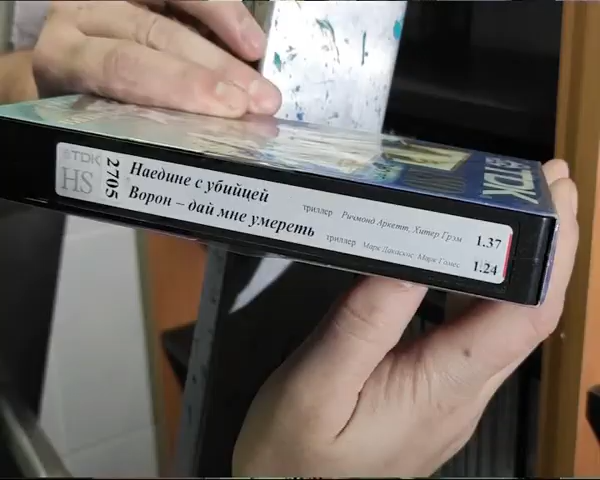 TDK
HS
2705
Наедине с убийцей триллер Ричмонд Аркетт, Хитер Грэм 1.37
Ворон – дай мне умереть триллер Марк Дакаскос, Марк Гомес 1.24
TDK